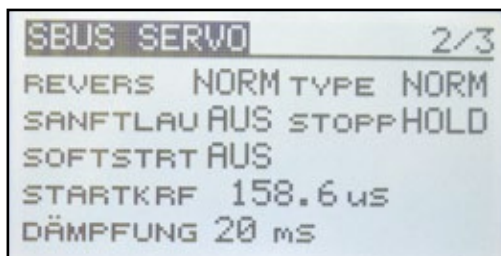 SBUS SERVO 2/3
REVERS NORM TYPE NORM
SANFTLAU AUS STOPP HOLD
SOFTSTRT AUS
STARTKRF 158.6 us
DÄMPFUNG 20 ms